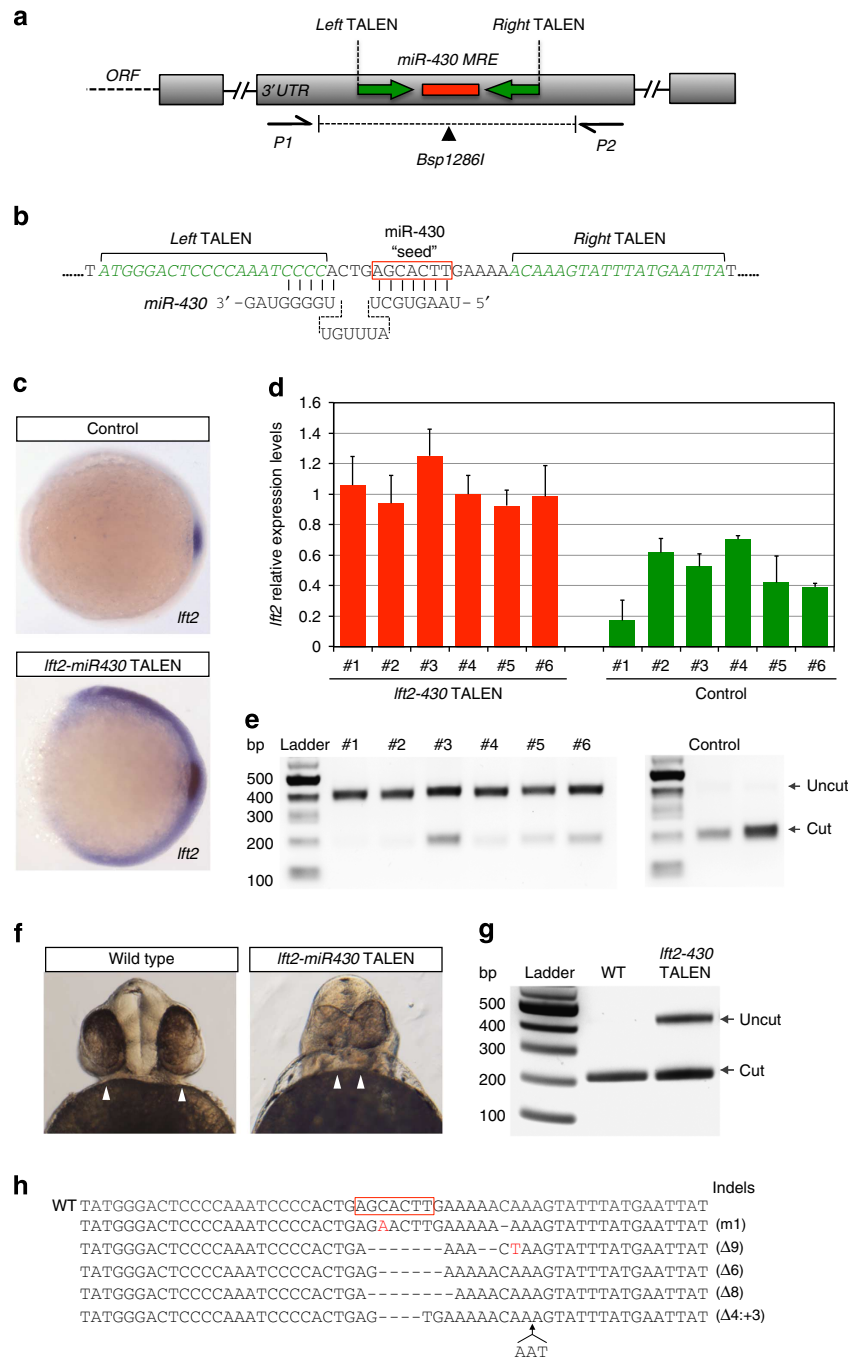 a
Left TALEN
Right TALEN
miR-430 MRE
ORF
3′ UTR
P1
P2
Bsp1286I
b
Left TALEN
miR-430
“seed”
Right TALEN
......TATGGGACTCCCCAAATCCCCACTGAGCACTTGAAAAACAAAGTATTTATGAATTAT......
miR-430 3′ -GAUGGGGU UCGUGAAU- 5′
UGUUUA
c
Control
lft2
lft2-miR430 TALEN
lft2
d
lft2 relative expression levels
1.6
1.4
1.2
1
0.8
0.6
0.4
0.2
0
#1 #2 #3 #4 #5 #6 #1 #2 #3 #4 #5 #6
lft2-430 TALEN Control
e
bp Ladder #1 #2 #3 #4 #5 #6
500
400
300
200
100
Control
Uncut
Cut
f
Wild type
lft2-miR430 TALEN
g
bp Ladder WT lft2-430
TALEN
500
400
300
200
100
Uncut
Cut
h
Indels
WT TATGGGACTCCCCAAATCCCCACTGAGCACTTGAAAAACAAAGTATTTATGAATTAT
TATGGGACTCCCCAAATCCCCACTGAGAACTTGAAAAA-AAAGTATTTATGAATTAT (m1)
TATGGGACTCCCCAAATCCCCACTGA-------AAA--CTAAGTATTTATGAATTAT (Δ9)
TATGGGACTCCCCAAATCCCCACTGAG------AAAAACAAAGTATTTATGAATTAT (Δ6)
TATGGGACTCCCCAAATCCCCACTGA--------AAAACAAAGTATTTATGAATTAT (Δ8)
TATGGGACTCCCCAAATCCCCACTGAG----TGAAAAACAAAGTATTTATGAATTAT (Δ4:+3)
AAT